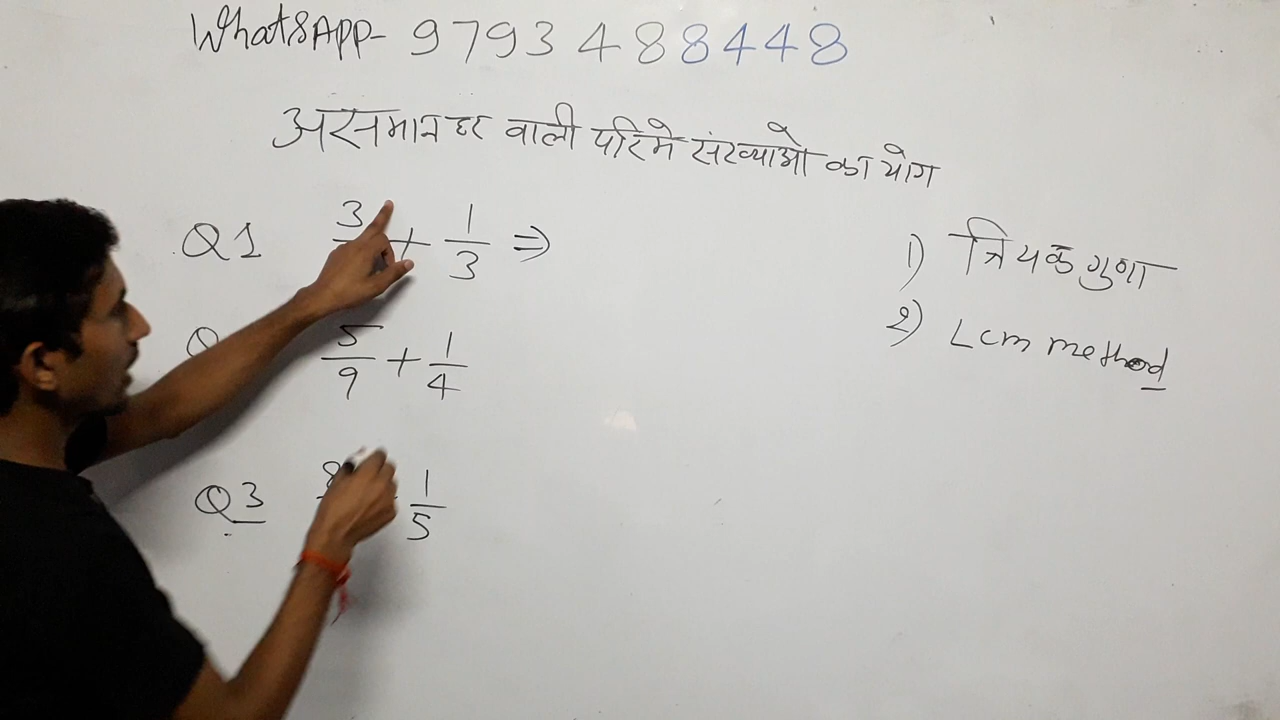 WhatsAPP- 9793488448
असमान हर वाली परिमे संख्याओ का योग
Q1 3 + 1/3 ⇒
1) त्रियक गुणा
Q 5/9 + 1/4
2) Lcm method
Q3 8 1/5